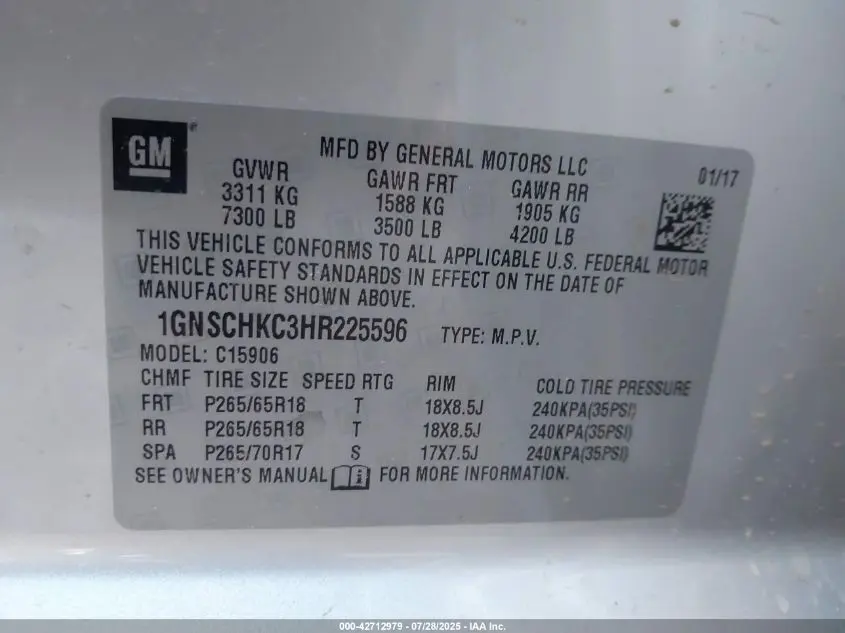 GM
MFD BY GENERAL MOTORS LLC
01/17
GVWR GAWR FRT GAWR RR
3311 KG 1588 KG 1905 KG
7300 LB 3500 LB 4200 LB
THIS VEHICLE CONFORMS TO ALL APPLICABLE U.S. FEDERAL MOTOR
VEHICLE SAFETY STANDARDS IN EFFECT ON THE DATE OF
MANUFACTURE SHOWN ABOVE.
1GNSCHKC3HR225596 TYPE: M.P.V.
MODEL: C15906
CHMF TIRE SIZE SPEED RTG RIM COLD TIRE PRESSURE
FRT P265/65R18 T 18X8.5J 240KPA(35PSI)
RR P265/65R18 T 18X8.5J 240KPA(35PSI)
SPA P265/70R17 S 17X7.5J 240KPA(35PSI)
SEE OWNER'S MANUAL FOR MORE INFORMATION.
000-42712979 - 07/28/2025 - IAA Inc.